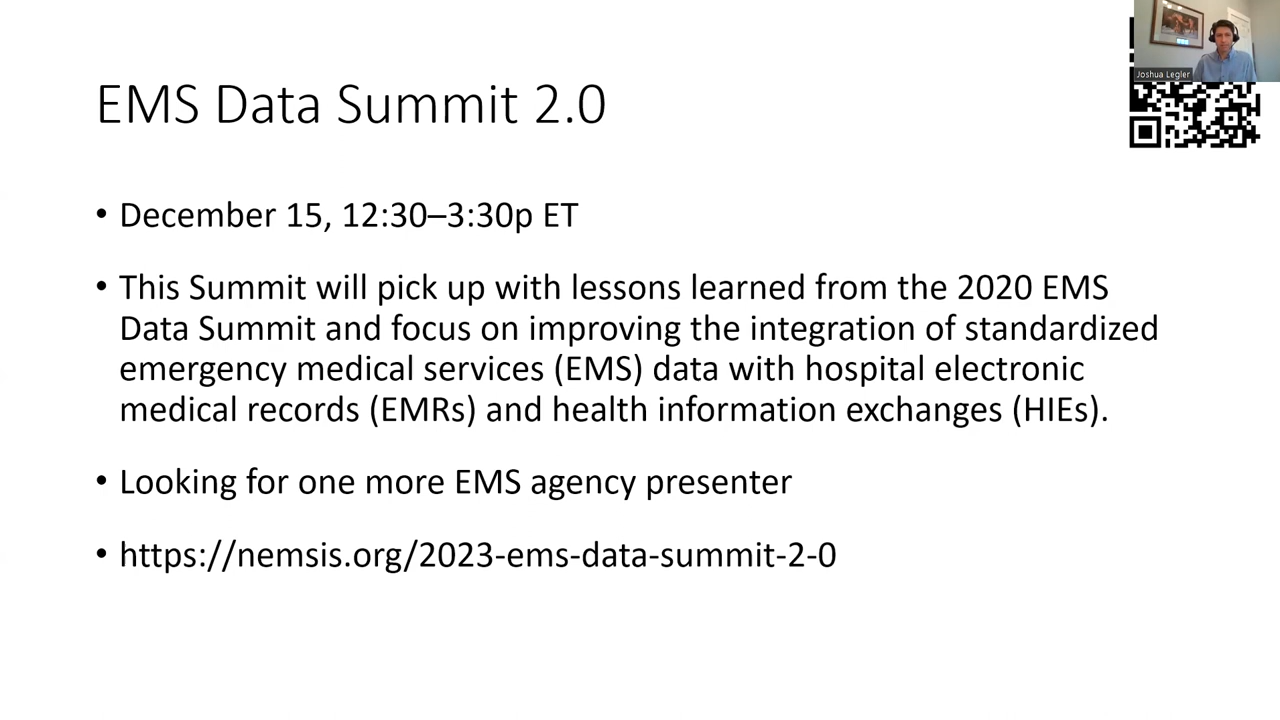 Joshua Legler
EMS Data Summit 2.0
• December 15, 12:30–3:30p ET
• This Summit will pick up with lessons learned from the 2020 EMS
Data Summit and focus on improving the integration of standardized
emergency medical services (EMS) data with hospital electronic
medical records (EMRs) and health information exchanges (HIEs).
• Looking for one more EMS agency presenter
• https://nemsis.org/2023-ems-data-summit-2-0